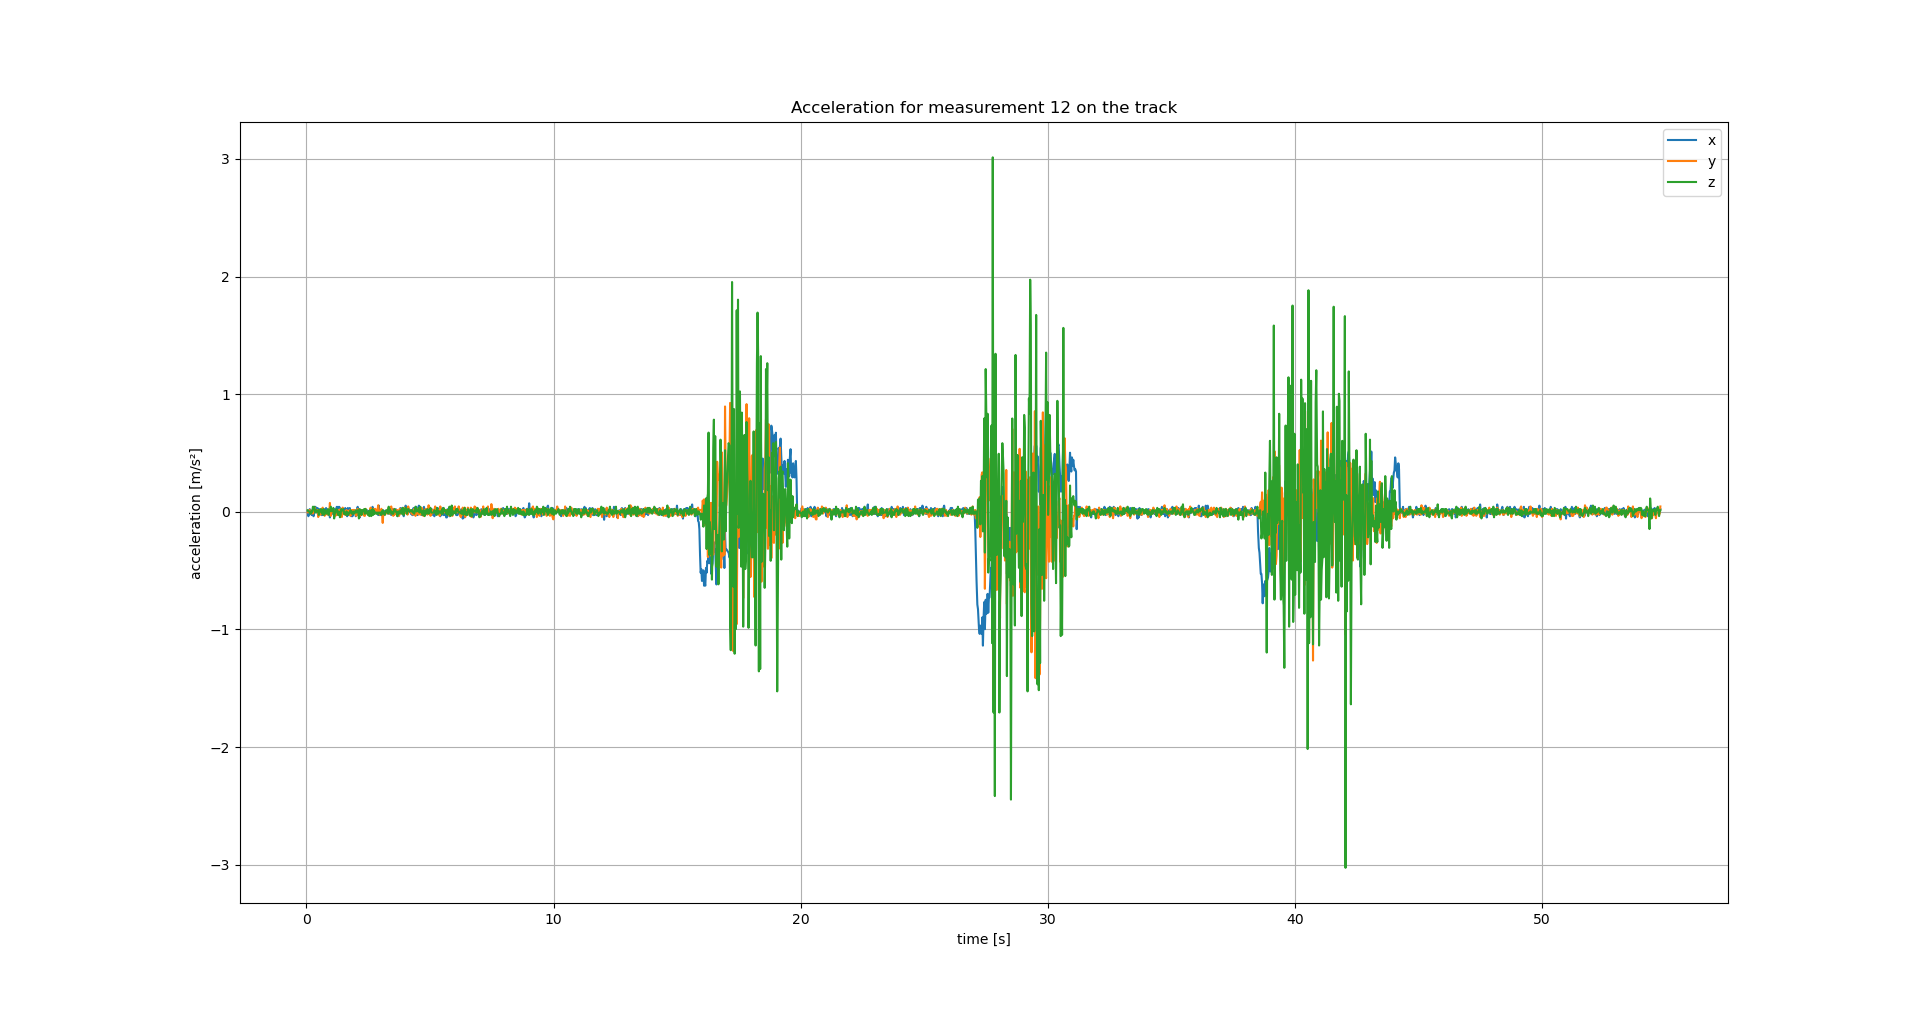 Acceleration for measurement 12 on the track
x
y
z
3
2
1
0
−1
−2
−3
acceleration [m/s²]
0
10
20
30
40
50
time [s]